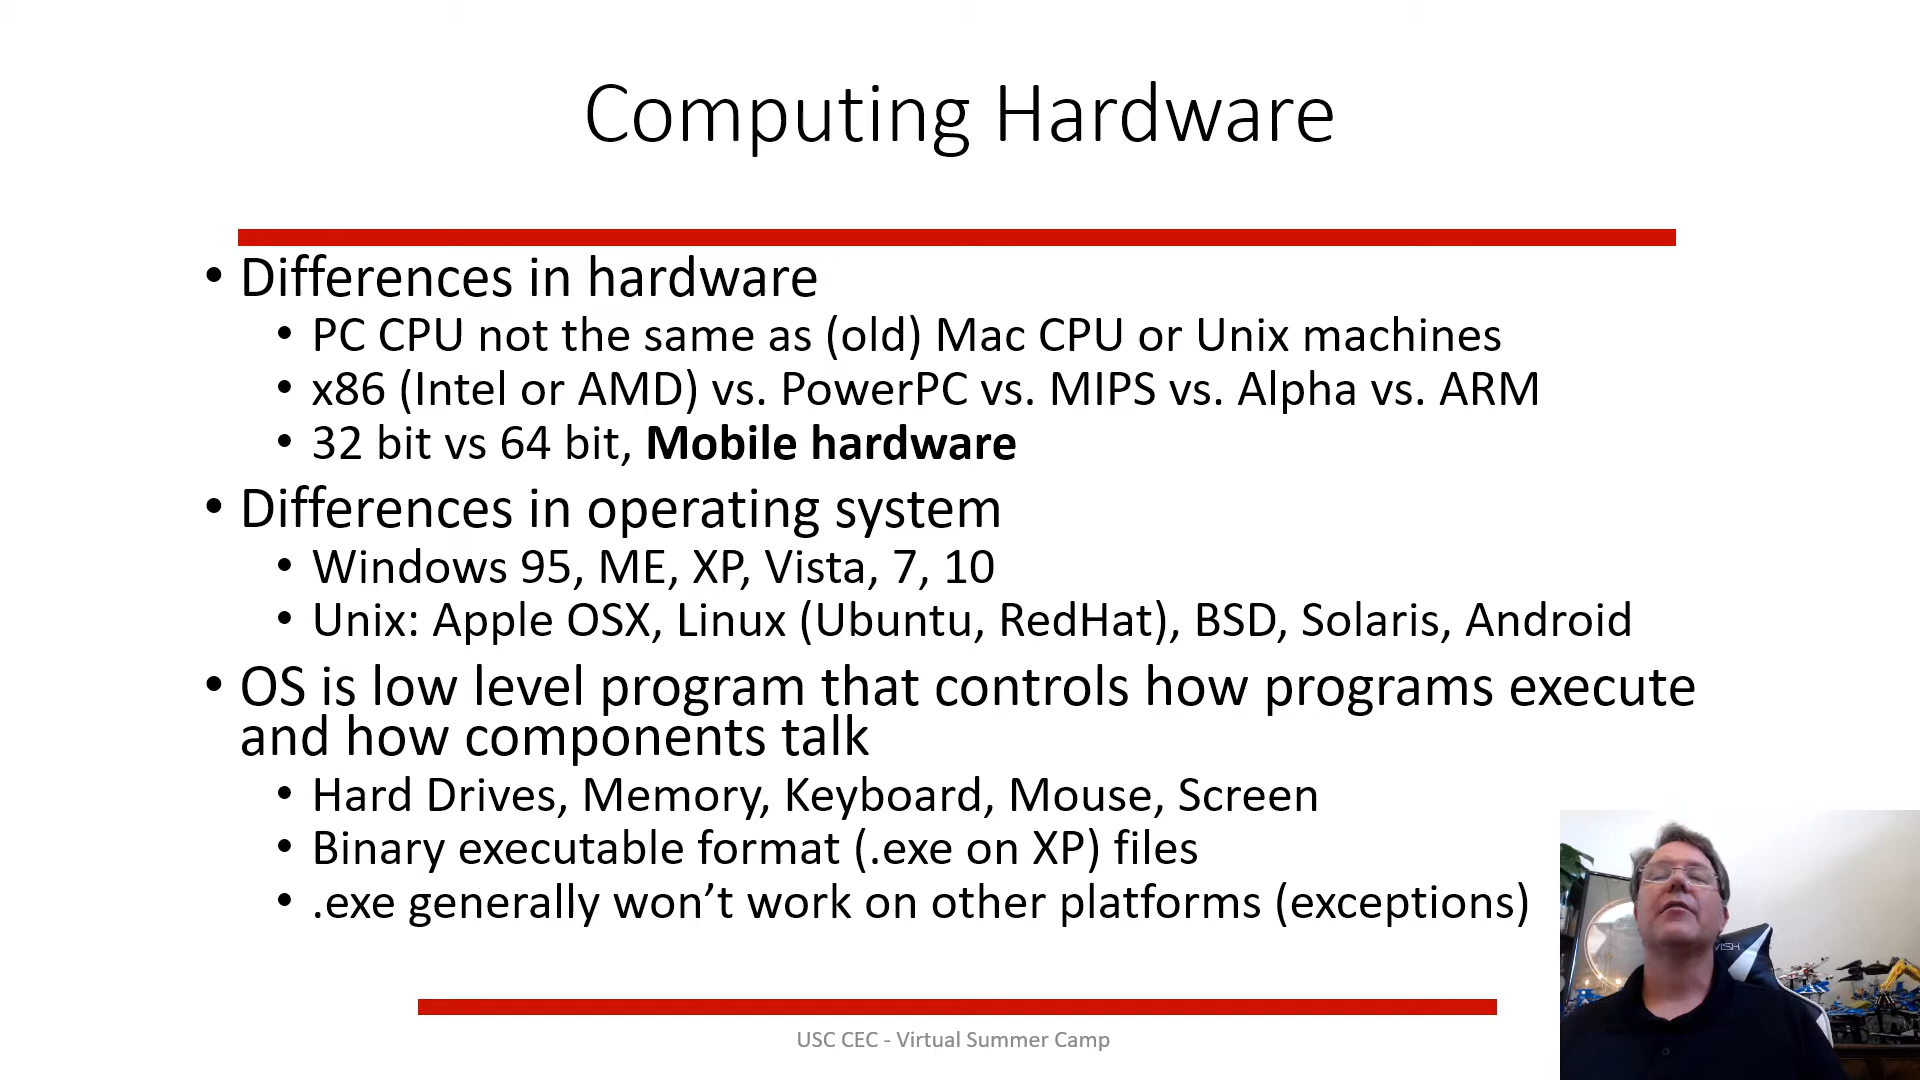 Computing Hardware
• Differences in hardware
• PC CPU not the same as (old) Mac CPU or Unix machines
• x86 (Intel or AMD) vs. PowerPC vs. MIPS vs. Alpha vs. ARM
• 32 bit vs 64 bit, Mobile hardware
• Differences in operating system
• Windows 95, ME, XP, Vista, 7, 10
• Unix: Apple OSX, Linux (Ubuntu, RedHat), BSD, Solaris, Android
• OS is low level program that controls how programs execute
and how components talk
• Hard Drives, Memory, Keyboard, Mouse, Screen
• Binary executable format (.exe on XP) files
• .exe generally won’t work on other platforms (exceptions)
USC CEC - Virtual Summer Camp